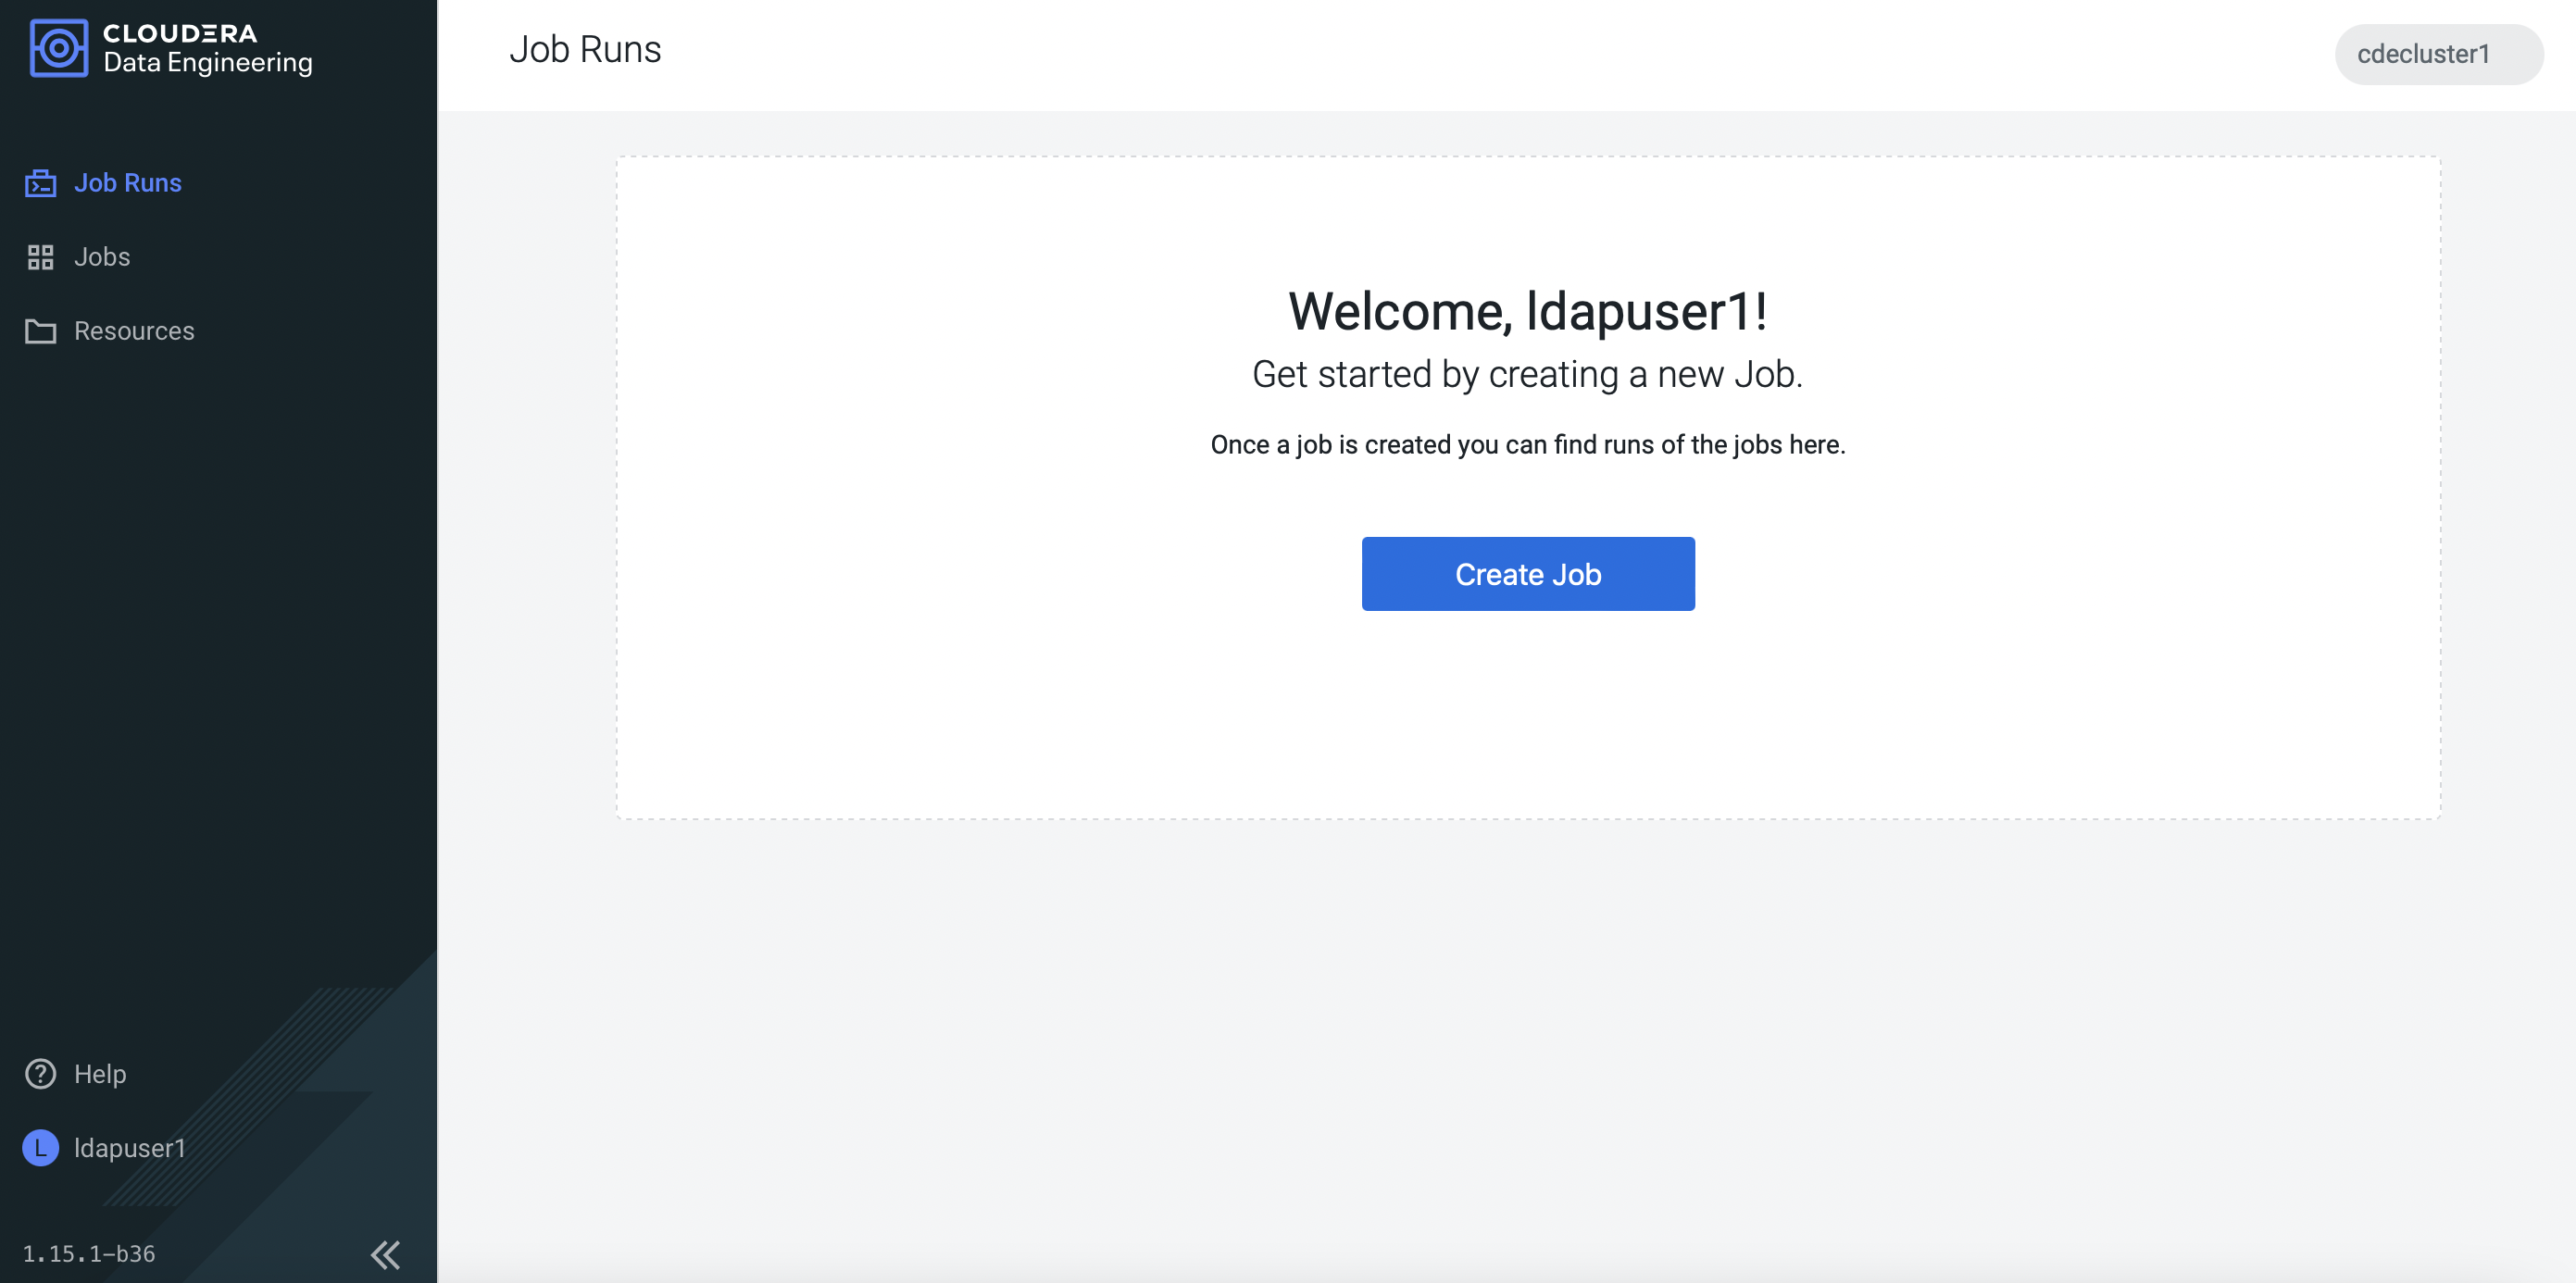 CLOUDERA
Data Engineering
Job Runs
Jobs
Resources
Help
L ldapuser1
1.15.1-b36
Job Runs
cdecluster1
Welcome, ldapuser1!
Get started by creating a new Job.
Once a job is created you can find runs of the jobs here.
Create Job